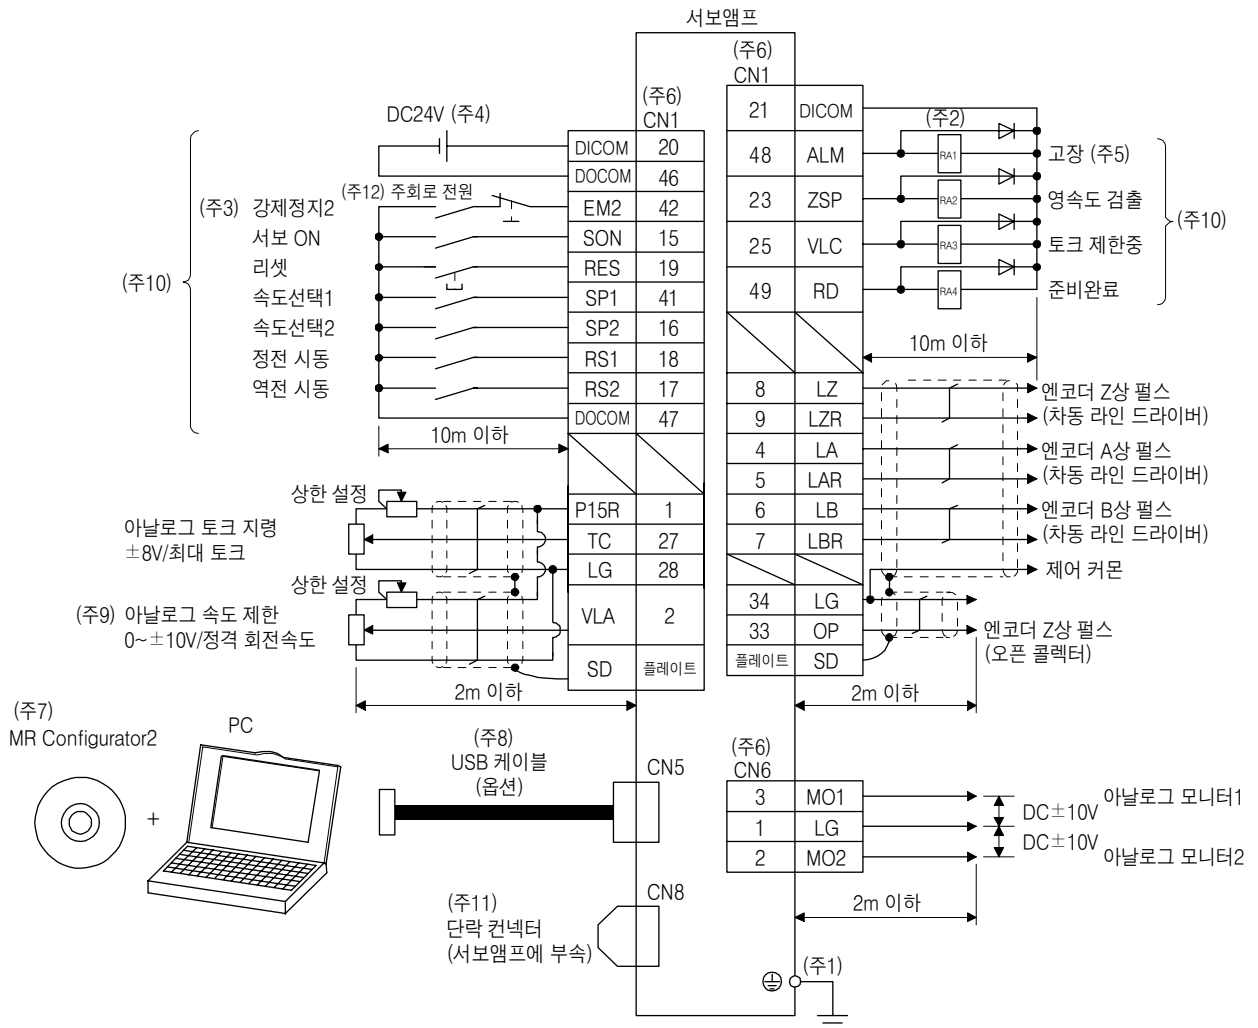 서보앰프
(주6)
CN1
DC24V (주4)
(주6)
CN1
DICOM 20
DOCOM 46
(주12) 주회로 전원
(주3) 강제정지2 EM2 42
서보 ON SON 15
리셋 RES 19
(주10)
속도선택1 SP1 41
속도선택2 SP2 16
정전 시동 RS1 18
역전 시동 RS2 17
DOCOM 47
10m 이하
상한 설정
P15R 1
아날로그 토크 지령
±8V/최대 토크
TC 27
LG 28
상한 설정
(주9) 아날로그 속도 제한
0~±10V/정격 회전속도
VLA 2
SD 플레이트
2m 이하
21 DICOM
(주2)
48 ALM RA1 고장 (주5)
23 ZSP RA2 영속도 검출
(주10)
25 VLC RA3 토크 제한중
49 RD RA4 준비완료
10m 이하
8 LZ 엔코더 Z상 펄스
9 LZR (차동 라인 드라이버)
4 LA 엔코더 A상 펄스
5 LAR (차동 라인 드라이버)
6 LB 엔코더 B상 펄스
7 LBR (차동 라인 드라이버)
제어 커몬
34 LG
33 OP 엔코더 Z상 펄스
(오픈 콜렉터)
플레이트 SD
2m 이하
(주7)
MR Configurator2
PC
+
(주8)
USB 케이블
(옵션)
CN5
(주6)
CN6
3 MO1 아날로그 모니터1
DC±10V
1 LG
DC±10V
2 MO2 아날로그 모니터2
2m 이하
CN8
(주11)
단락 컨넥터
(서보앰프에 부속)
(주1)